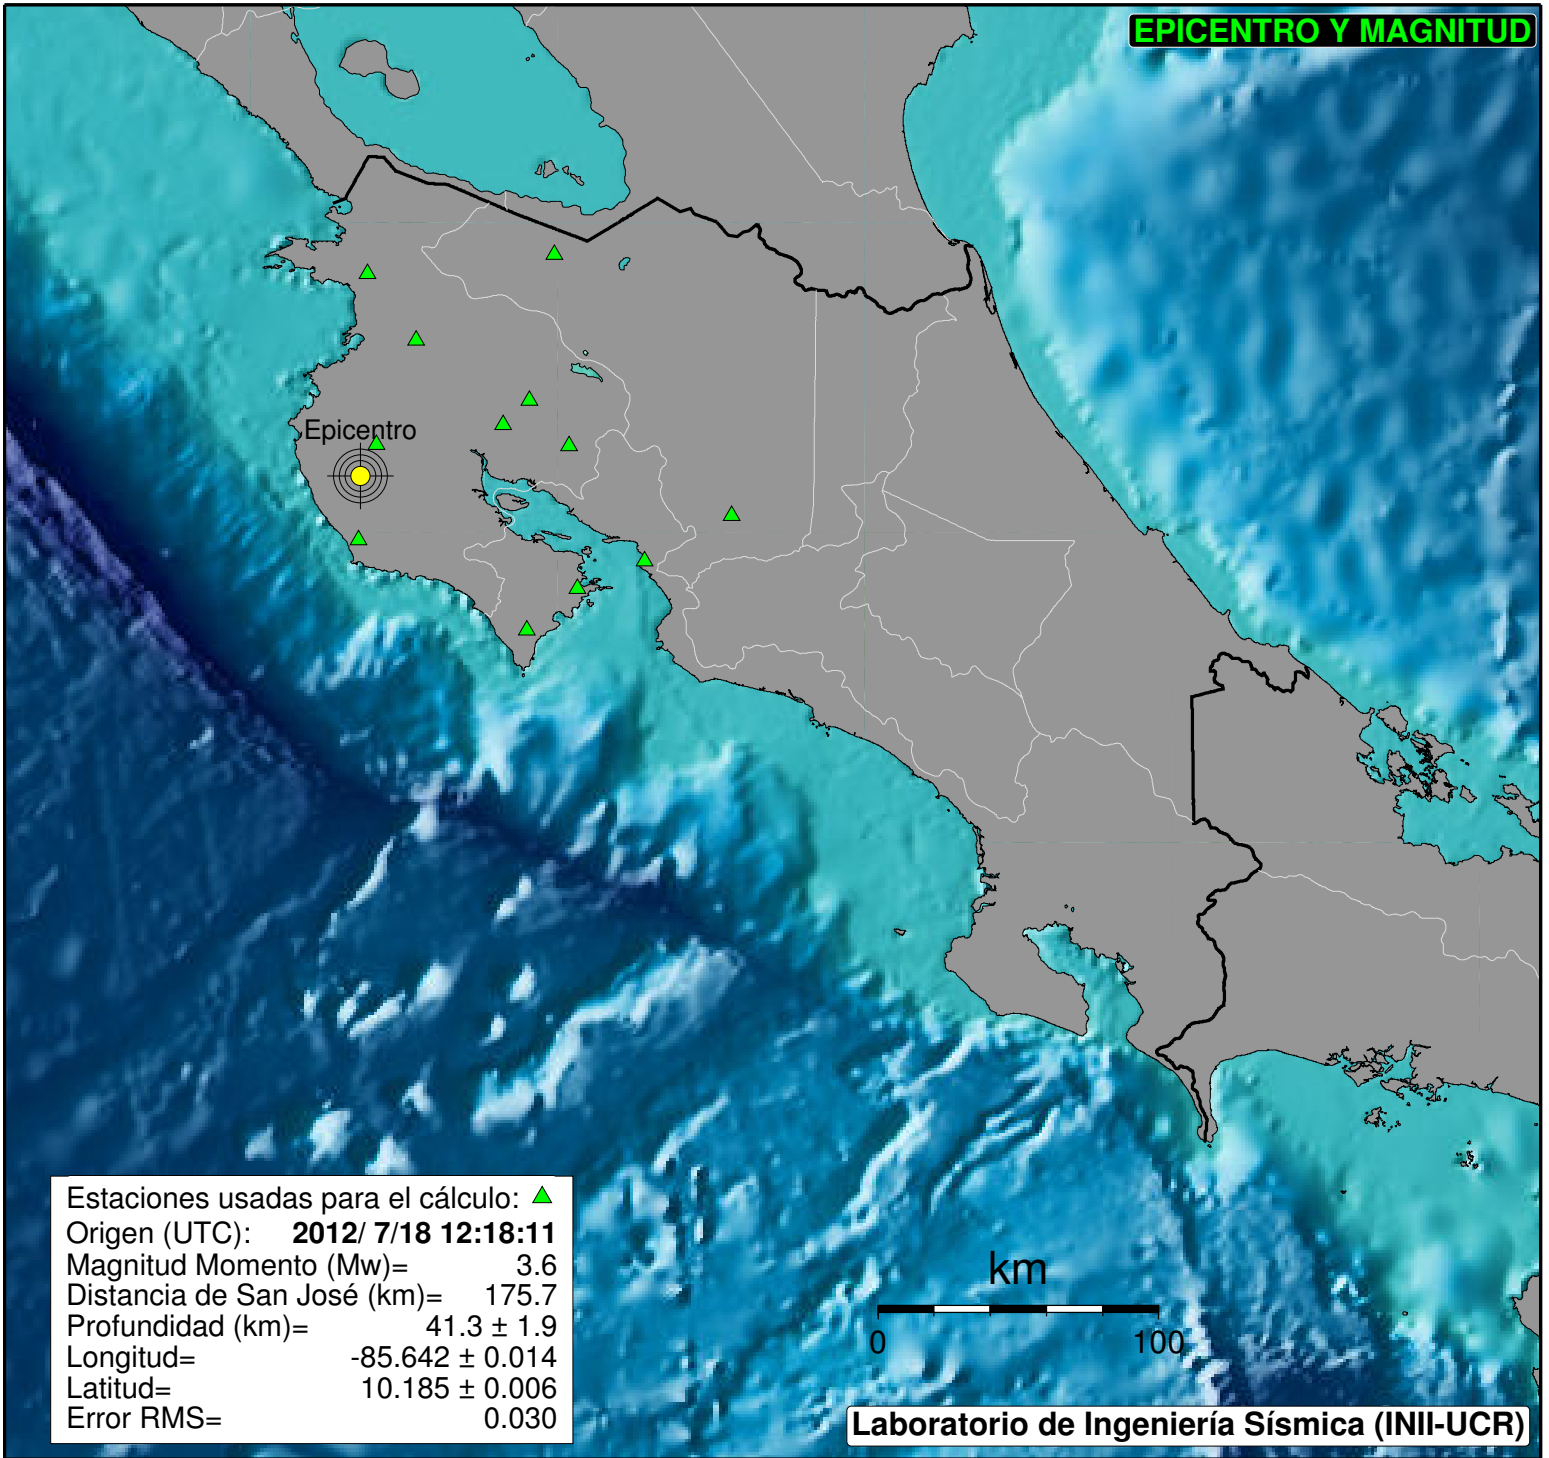 EPICENTRO Y MAGNITUD
Epicentro
Estaciones usadas para el cálculo:
Origen (UTC): 2012/ 7/18 12:18:11
Magnitud Momento (Mw)= 3.6
Distancia de San José (km)= 175.7
Profundidad (km)= 41.3 ± 1.9
Longitud= -85.642 ± 0.014
Latitud= 10.185 ± 0.006
Error RMS= 0.030
km
0 100
Laboratorio de Ingeniería Sísmica (INII-UCR)